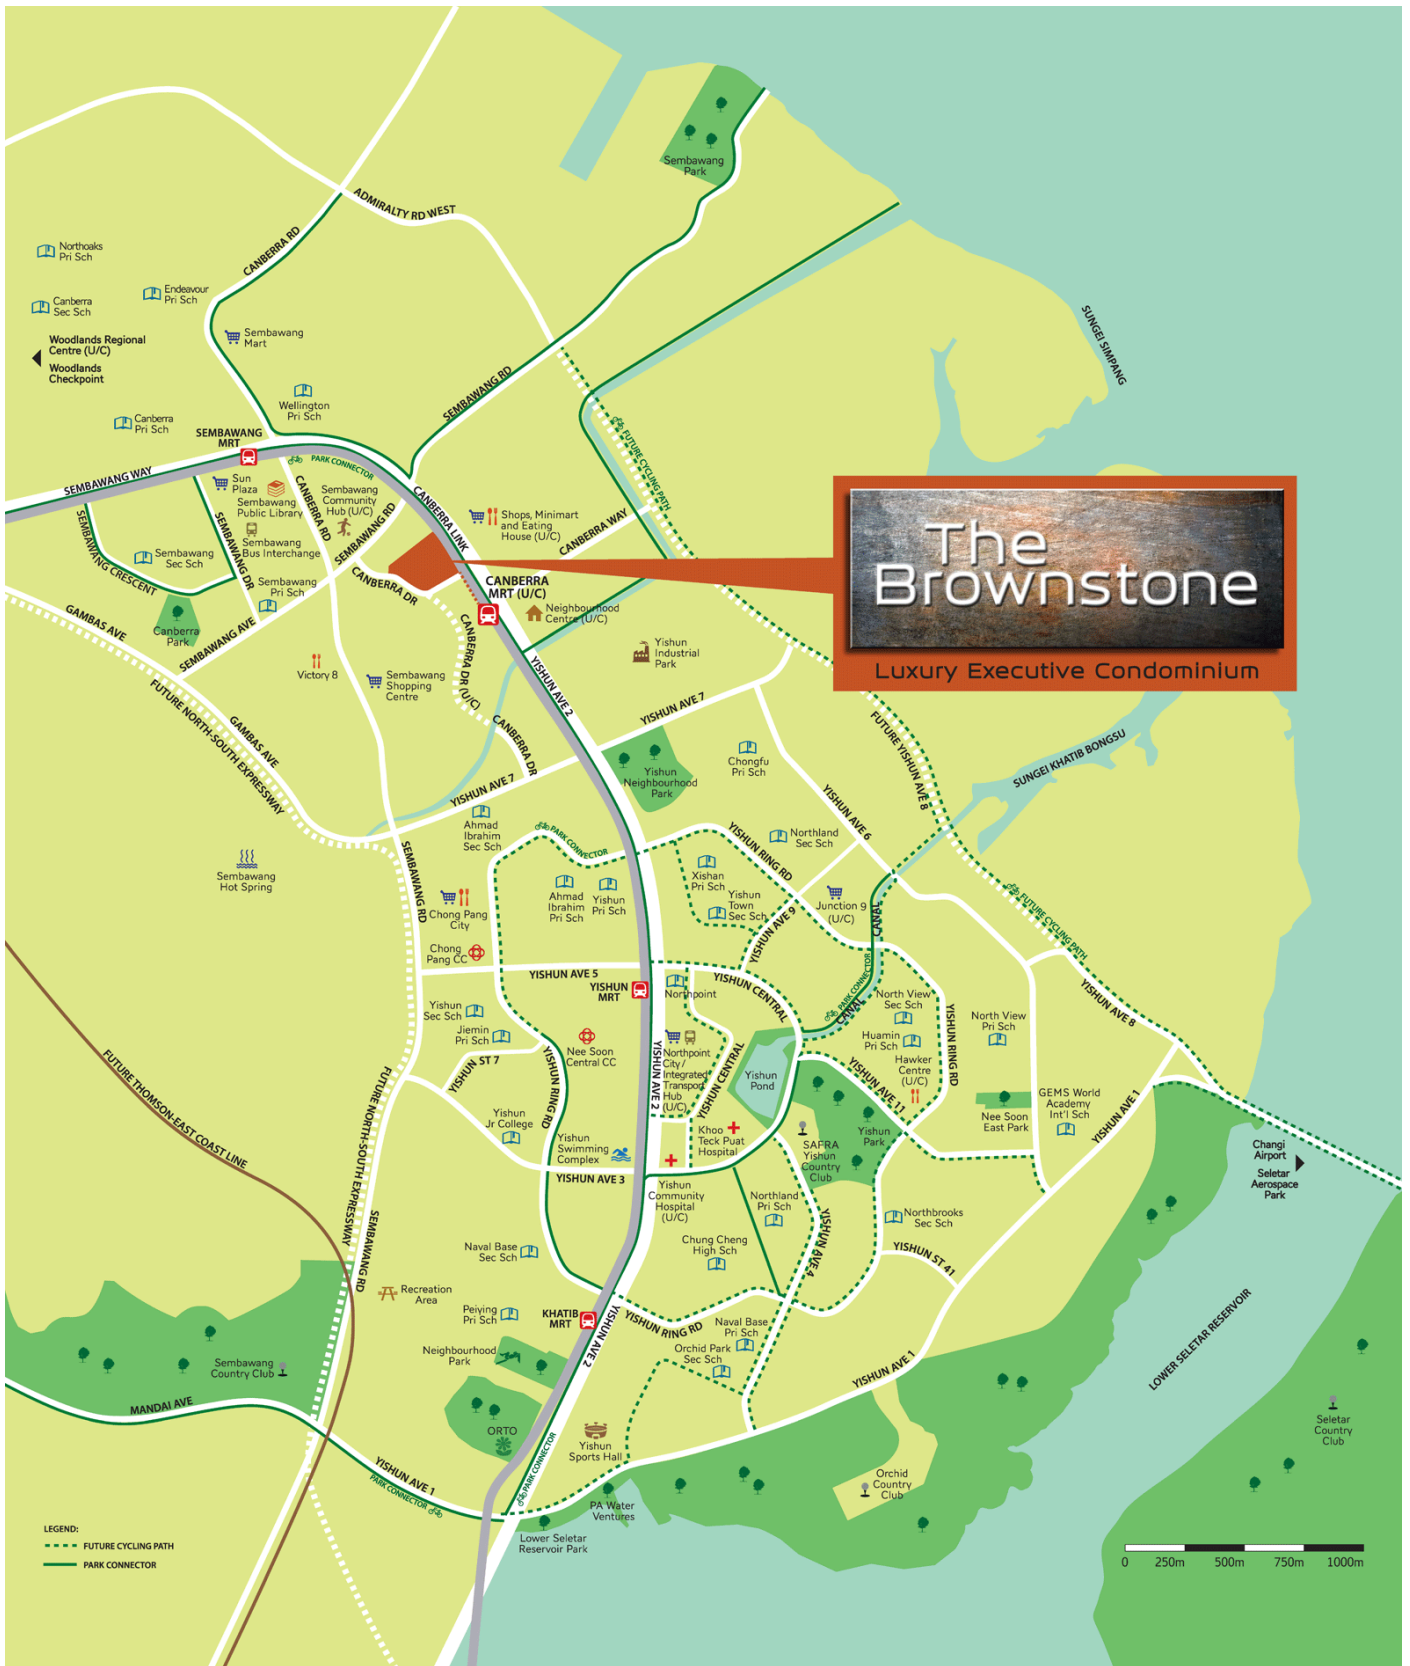 Sembawang
Park
ADMIRALTY RD WEST
CANBERRA RD
Northoaks
Pri Sch
Endeavour
Pri Sch
Canberra
Sec Sch
Woodlands Regional
Centre (U/C)
Woodlands
Checkpoint
Sembawang
Mart
SUNGEI SIMPANG
Wellington
Pri Sch
SEMBAWANG RD
Canberra
Pri Sch
SEMBAWANG
MRT
PARK CONNECTOR
FUTURE CYCLING PATH
SEMBAWANG WAY
Sun
Plaza
Sembawang
Public Library
CANBERRA RD
Sembawang
Community
Hub (U/C)
CANBERRA LINK
Shops, Minimart
and Eating
House (U/C)
CANBERRA WAY
SEMBAWANG CRESCENT
SEMBAWANG DR
Sembawang
Bus Interchange
SEMBAWANG RD
Sembawang
Sec Sch
Sembawang
Pri Sch
CANBERRA DR
CANBERRA
MRT (U/C)
The
Brownstone
Luxury Executive Condominium
GAMBAS AVE
Canberra
Park
SEMBAWANG AVE
Neighbourhood
Centre (U/C)
CANBERRA DR (U/C)
Yishun
Industrial
Park
Victory 8
Sembawang
Shopping
Centre
YISHUN AVE 2
YISHUN AVE 7
FUTURE NORTH-SOUTH EXPRESSWAY
GAMBAS AVE
CANBERRA DR
FUTURE YISHUN AVE 8
SUNGEI KHATIB BONGSU
Chongfu
Pri Sch
Yishun
Neighbourhood
Park
YISHUN AVE 7
YISHUN AVE 6
Ahmad
Ibrahim
Sec Sch
PARK CONNECTOR
YISHUN RING RD
Northland
Sec Sch
SEMBAWANG RD
Sembawang
Hot Spring
Xishan
Pri Sch
Ahmad
Ibrahim
Pri Sch
Yishun
Pri Sch
Yishun
Town
Sec Sch
Junction 9
(U/C)
CANAL
FUTURE CYCLING PATH
Chong Pang
City
YISHUN AVE 9
Chong
Pang CC
YISHUN AVE 5
YISHUN
MRT
Northpoint
YISHUN CENTRAL
PARK CONNECTOR
CANAL
North View
Sec Sch
YISHUN AVE 8
Yishun
Sec Sch
Jiemin
Pri Sch
North View
Pri Sch
Huamin
Pri Sch
YISHUN RING RD
Nee Soon
Central CC
YISHUN AVE 2
Northpoint
City /
Integrated
Transport
Hub
(U/C)
YISHUN CENTRAL
Hawker
Centre
(U/C)
FUTURE THOMSON-EAST COAST LINE
FUTURE NORTH-SOUTH EXPRESSWAY
YISHUN ST 7
YISHUN RING RD
Yishun
Pond
YISHUN AVE 11
Yishun
Park
Nee Soon
East Park
GEMS World
Academy
Int'l Sch
YISHUN AVE 1
Yishun
Jr College
Yishun
Swimming
Complex
Khoo
Teck Puat
Hospital
SAFRA
Yishun
Country
Club
Changi
Airport
Seletar
Aerospace
Park
YISHUN AVE 3
Yishun
Community
Hospital
(U/C)
Northland
Pri Sch
YISHUN AVE 4
Northbrooks
Sec Sch
SEMBAWANG RD
Naval Base
Sec Sch
Chung Cheng
High Sch
YISHUN ST 41
Recreation
Area
Peiying
Pri Sch
KHATIB
MRT
YISHUN AVE 2
YISHUN RING RD
Naval Base
Pri Sch
Orchid Park
Sec Sch
LOWER SELETAR RESERVOIR
Neighbourhood
Park
Sembawang
Country Club
YISHUN AVE 1
MANDAI AVE
ORTO
Yishun
Sports Hall
PARK CONNECTOR
Seletar
Country
Club
YISHUN AVE 1
PARK CONNECTOR
Orchid
Country
Club
PA Water
Ventures
Lower Seletar
Reservoir Park
LEGEND:
FUTURE CYCLING PATH
PARK CONNECTOR
0 250m 500m 750m 1000m